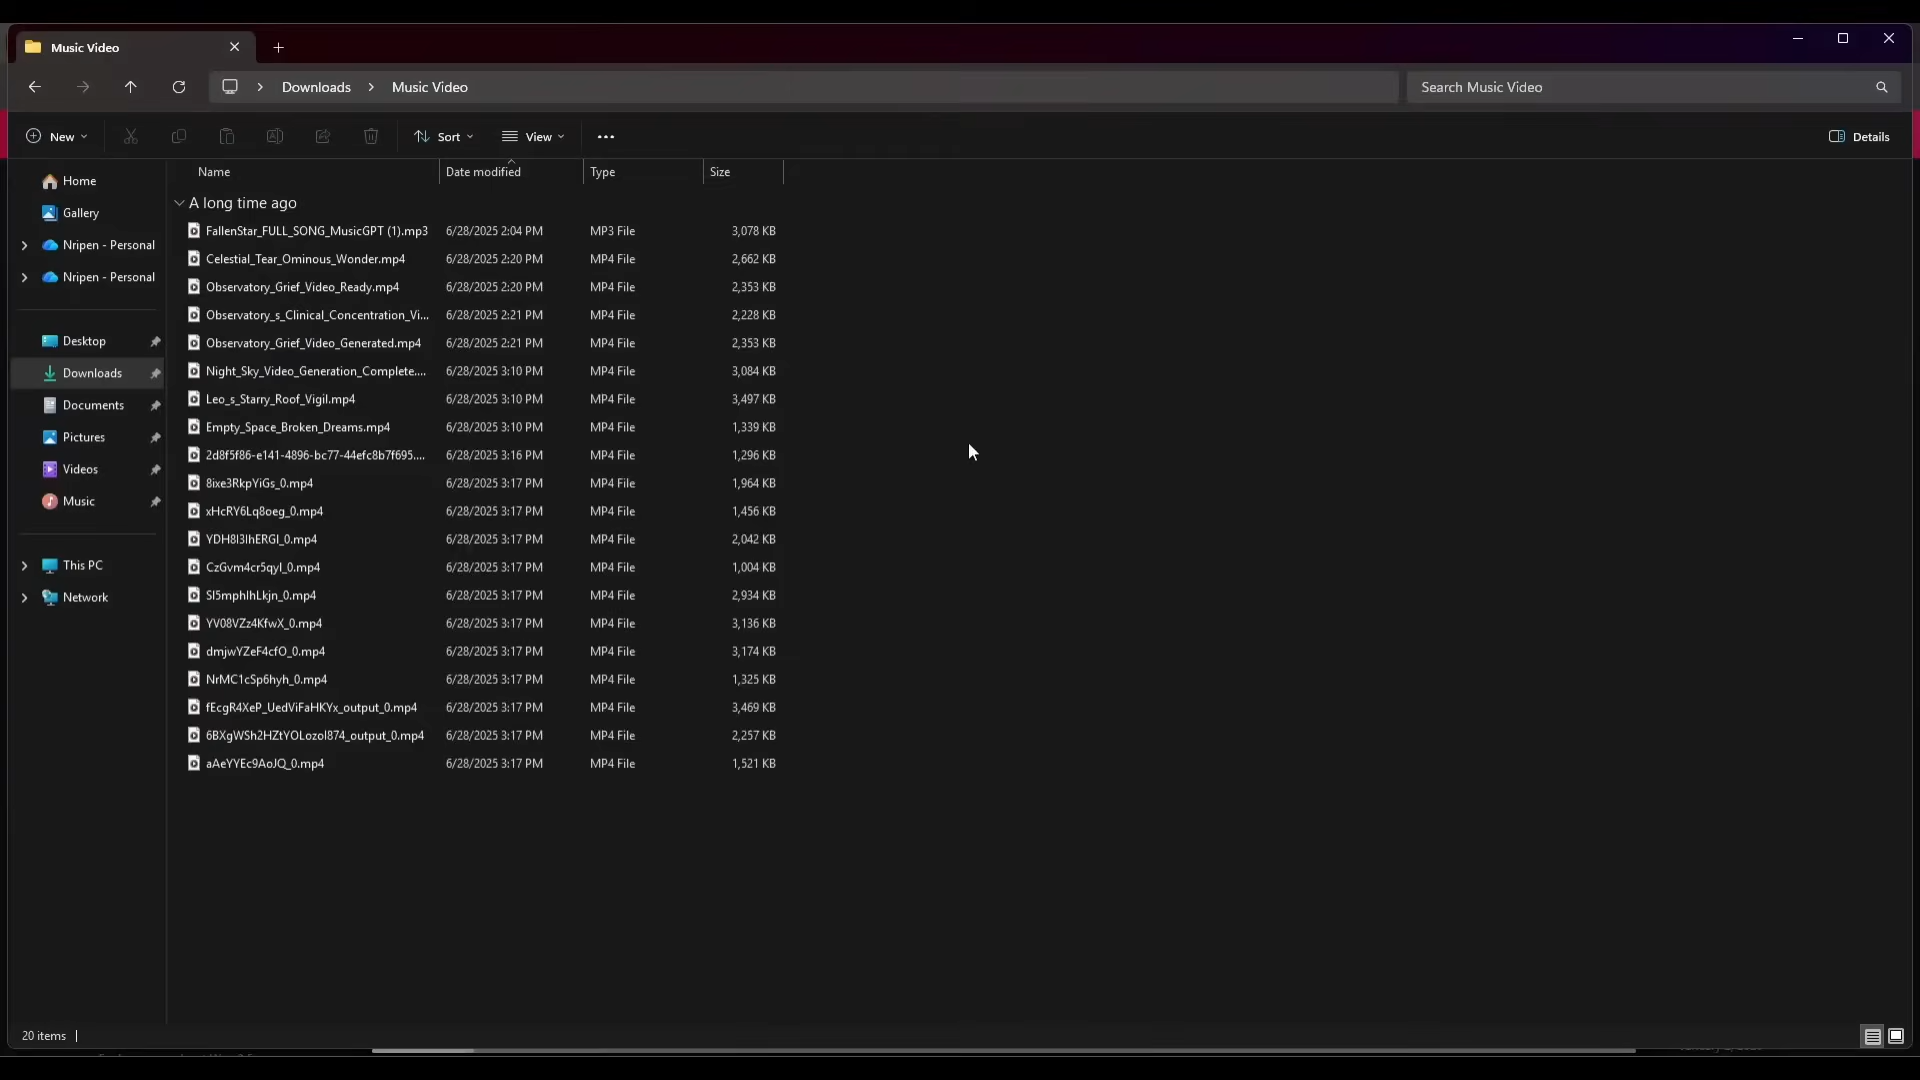 Music Video
Downloads > Music Video
Search Music Video
New
Sort
View
Details
Home
Gallery
Nripen - Personal
Nripen - Personal
Desktop
Downloads
Documents
Pictures
Videos
Music
This PC
Network
Name Date modified Type Size
A long time ago
FallenStar_FULL_SONG_MusicGPT (1).mp3 6/28/2025 2:04 PM MP3 File 3,078 KB
Celestial_Tear_Ominous_Wonder.mp4 6/28/2025 2:20 PM MP4 File 2,662 KB
Observatory_Grief_Video_Ready.mp4 6/28/2025 2:20 PM MP4 File 2,353 KB
Observatory_s_Clinical_Concentration_Vi... 6/28/2025 2:21 PM MP4 File 2,228 KB
Observatory_Grief_Video_Generated.mp4 6/28/2025 2:21 PM MP4 File 2,353 KB
Night_Sky_Video_Generation_Complete.... 6/28/2025 3:10 PM MP4 File 3,084 KB
Leo_s_Starry_Roof_Vigil.mp4 6/28/2025 3:10 PM MP4 File 3,497 KB
Empty_Space_Broken_Dreams.mp4 6/28/2025 3:10 PM MP4 File 1,339 KB
2d8f5f86-e141-4896-bc77-44efc8b7f695.... 6/28/2025 3:16 PM MP4 File 1,296 KB
8ixe3RkpYiGs_0.mp4 6/28/2025 3:17 PM MP4 File 1,964 KB
xHcRY6Lq8oeg_0.mp4 6/28/2025 3:17 PM MP4 File 1,456 KB
YDH8I3IhERGI_0.mp4 6/28/2025 3:17 PM MP4 File 2,042 KB
CzGvm4cr5qyI_0.mp4 6/28/2025 3:17 PM MP4 File 1,004 KB
SI5mphIhLkjn_0.mp4 6/28/2025 3:17 PM MP4 File 2,934 KB
YV08VZz4KfwX_0.mp4 6/28/2025 3:17 PM MP4 File 3,136 KB
dmjwYZeF4cfO_0.mp4 6/28/2025 3:17 PM MP4 File 3,174 KB
NrMC1cSp6hyh_0.mp4 6/28/2025 3:17 PM MP4 File 1,325 KB
fEcgR4XeP_UedViFaHKYx_output_0.mp4 6/28/2025 3:17 PM MP4 File 3,469 KB
6BXgWSh2HZtYOLozoI874_output_0.mp4 6/28/2025 3:17 PM MP4 File 2,257 KB
aAeYYEc9AoJQ_0.mp4 6/28/2025 3:17 PM MP4 File 1,521 KB
20 items